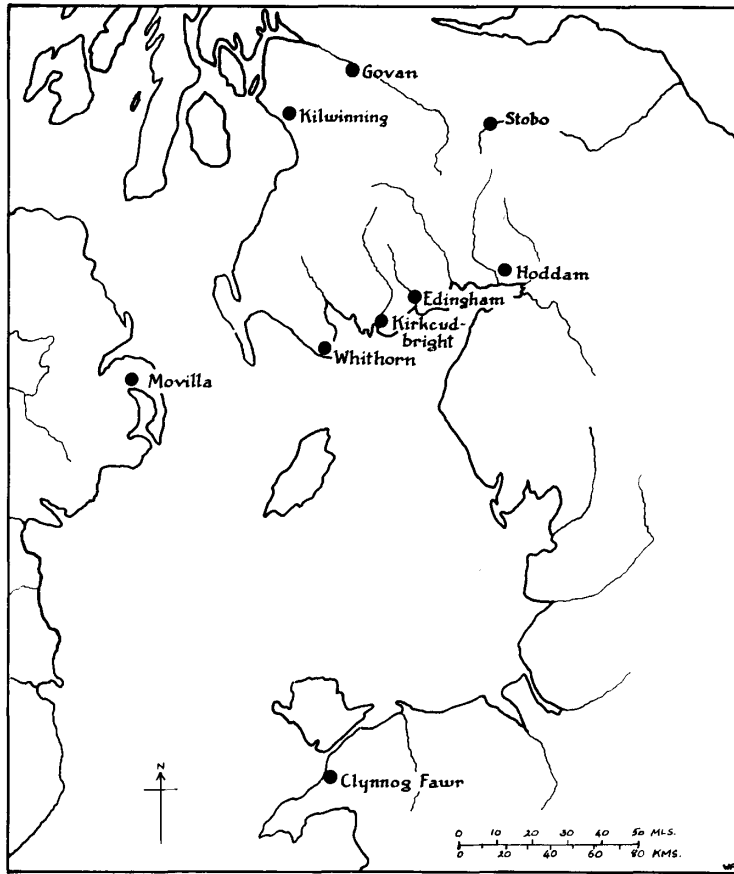 Govan
Kilwinning
Stobo
Hoddam
Edingham
Kirkcud-
bright
Whithorn
Movilla
Clynnog Fawr
N
0 10 20 30 40 50 MLS.
0 20 40 60 80 KMS.